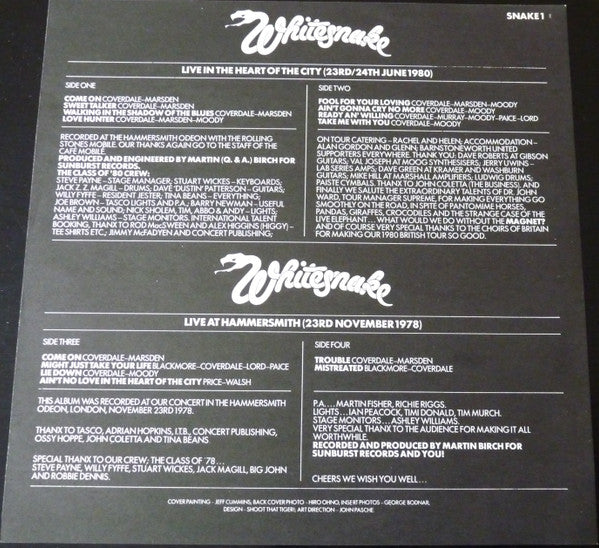 SNAKE 1
Whitesnake
LIVE IN THE HEART OF THE CITY (23RD/24TH JUNE 1980)
SIDE ONE
COME ON COVERDALE–MARSDEN
SWEET TALKER COVERDALE–MARSDEN
WALKING IN THE SHADOW OF THE BLUES COVERDALE–MARSDEN
LOVE HUNTER COVERDALE–MARSDEN–MOODY
RECORDED AT THE HAMMERSMITH ODEON WITH THE ROLLING
STONES MOBILE. OUR THANKS AGAIN GO TO THE STAFF OF THE
CAFE MOBILE.
PRODUCED AND ENGINEERED BY MARTIN (Q. & A.) BIRCH FOR
SUNBURST RECORDS.
THE CLASS OF '80 CREW:
STEVE PAYNE – STAGE MANAGER; STUART WICKES – KEYBOARDS,
JACK Z. Z. MAGILL – DRUMS; DAVE 'DUSTIN' PATTERSON – GUITARS,
WILLY FYFFE – RESIDENT JESTER; TINA BEANS – EVERYTHING;
JOE BROWN – TASCO LIGHTS AND P.A.; BARRY NEWMAN – USEFUL
NAME AND SOUND; NICK SHOLEM, TIM, ABBO & ANDY – LIGHTS;
ASHLEY WILLIAMS – STAGE MONITORS. INTERNATIONAL TALENT
BOOKING, THANX TO ROD MacSWEEN AND ALEX HIGGINS (HIGGY) –
TEE SHIRTS ETC.; JIMMY McFADYEN AND CONCERT PUBLISHING;
SIDE TWO
FOOL FOR YOUR LOVING COVERDALE–MARSDEN–MOODY
AIN'T GONNA CRY NO MORE COVERDALE–MOODY
READY AN' WILLING COVERDALE–MURRAY–MOODY–PAICE–LORD
TAKE ME WITH YOU COVERDALE–MOODY
ON TOUR CATERING – RACHEL AND HELEN; ACCOMMODATION –
ALAN GORDON AND GLENN BARNSTONEWORTH UNITED
SUPPORTERS EVERYWHERE. THANK YOU: DAVE ROBERTS AT GIBSON
GUITARS; VAL JOSEPH AT MOOG SYNTHESISERS; JERRY UWINS –
LAB SERIES AMPS; DAVE GREEN AT KRAMER AND WASHBURN
GUITARS; MIKE HILL AT MARSHALL AMPLIFIERS; LUDWIG DRUMS,
PAISTE CYMBALS. THANX TO JOHN COLETTA (THE BUSINESS), AND
FINALLY WE SALUTE THE EXTRAORDINARY TALENTS OF DR. JOHN
WARD, TOUR MANAGER SUPREME, FOR MAKING EVERYTHING GO
SMOOTHLY ON THE ROAD, IN SPITE OF PANTOMIME HORSES,
PANDAS, GIRAFFES, CROCODILES AND THE STRANGE CASE OF THE
LIVE ELEPHANT... WHAT WOULD WE DO WITHOUT THE MAGNET?
AND OF COURSE VERY SPECIAL THANKS TO THE CHOIRS OF BRITAIN
FOR MAKING OUR 1980 BRITISH TOUR SO GOOD.
Whitesnake
LIVE AT HAMMERSMITH (23RD NOVEMBER 1978)
SIDE THREE
COME ON COVERDALE–MARSDEN
MIGHT JUST TAKE YOUR LIFE BLACKMORE–COVERDALE–LORD–PAICE
LIE DOWN COVERDALE–MOODY
AIN'T NO LOVE IN THE HEART OF THE CITY PRICE–WALSH
THIS ALBUM WAS RECORDED AT OUR CONCERT IN THE HAMMERSMITH
ODEON, LONDON, NOVEMBER 23RD 1978.
THANX TO TASCO, ADRIAN HOPKINS, I.T.B., CONCERT PUBLISHING,
OSSY HOPPE, JOHN COLETTA AND TINA BEANS
SPECIAL THANX TO OUR CREW; THE CLASS OF '78...
STEVE PAYNE, WILLY FYFFE, STUART WICKES, JACK MAGILL, BIG JOHN
AND ROBBIE DENNIS.
SIDE FOUR
TROUBLE COVERDALE–MARSDEN
MISTREATED BLACKMORE–COVERDALE
P.A.... MARTIN FISHER, RICHIE RIGGS.
LIGHTS... IAN PEACOCK, TIMI DONALD, TIM MURCH.
STAGE MONITORS... ASHLEY WILLIAMS.
VERY SPECIAL THANX TO THE AUDIENCE FOR MAKING IT ALL
WORTHWHILE.
RECORDED AND PRODUCED BY MARTIN BIRCH FOR
SUNBURST RECORDS AND YOU!
CHEERS WE WISH YOU WELL...
COVER PAINTING – JEFF CUMMINS, BACK COVER PHOTO – HIRO OHNO, INSERT PHOTOS – GEORGE BODNAR,
DESIGN – SHOOT THAT TIGER!, ART DIRECTION – JOHN PASCHE